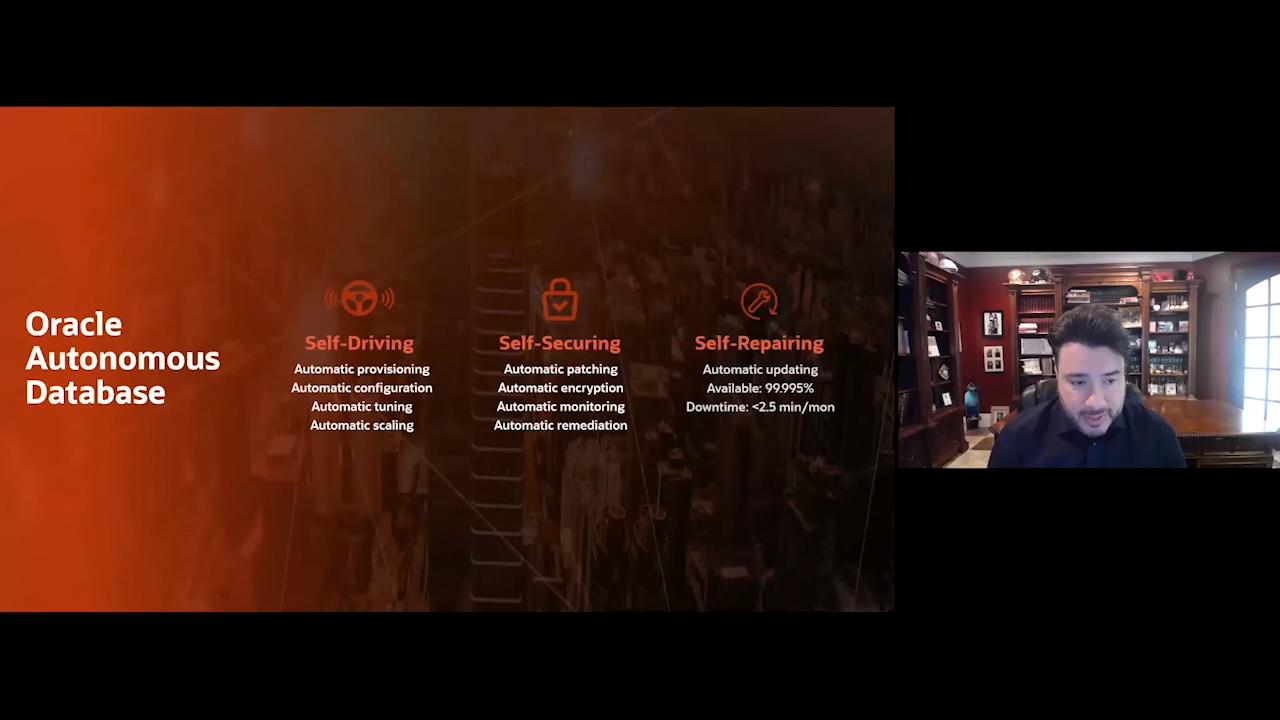 Oracle
Autonomous
Database
Self-Driving
Automatic provisioning
Automatic configuration
Automatic tuning
Automatic scaling
Self-Securing
Automatic patching
Automatic encryption
Automatic monitoring
Automatic remediation
Self-Repairing
Automatic updating
Available: 99.995%
Downtime: <2.5 min/mon